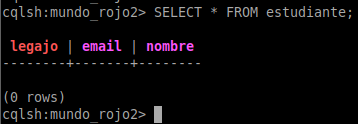 cqlsh:mundo_rojo2> SELECT * FROM estudiante;
legajo | email | nombre
--------+-------+--------
(0 rows)
cqlsh:mundo_rojo2>